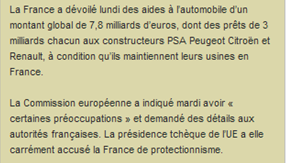 La France a dévoilé lundi des aides à l'automobile d'un
montant global de 7,8 milliards d'euros, dont des prêts de 3
milliards chacun aux constructeurs PSA Peugeot Citroën et
Renault, à condition qu'ils maintiennent leurs usines en
France.

La Commission européenne a indiqué mardi avoir «
certaines préoccupations » et demandé des détails aux
autorités françaises. La présidence tchèque de l'UE a elle
carrément accusé la France de protectionnisme.